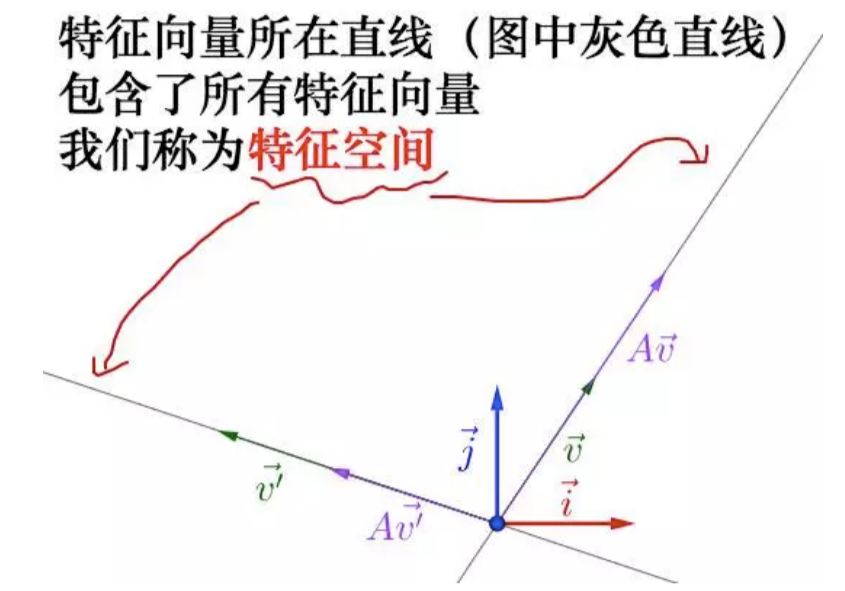 特征向量所在直线（图中灰色直线）
包含了所有特征向量
我们称为特征空间
A\vec{v}
\vec{j}
\vec{v}
\vec{v'}
\vec{i}
A\vec{v'}